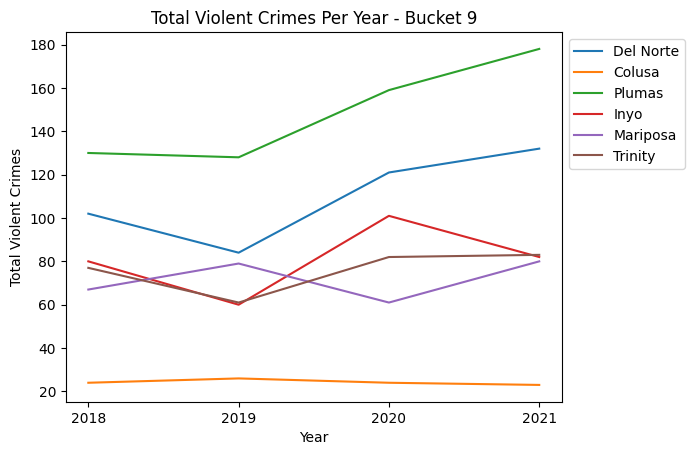 Total Violent Crimes Per Year - Bucket 9
Total Violent Crimes
180
160
140
120
100
80
60
40
20
2018
2019
2020
2021
Year
Del Norte
Colusa
Plumas
Inyo
Mariposa
Trinity